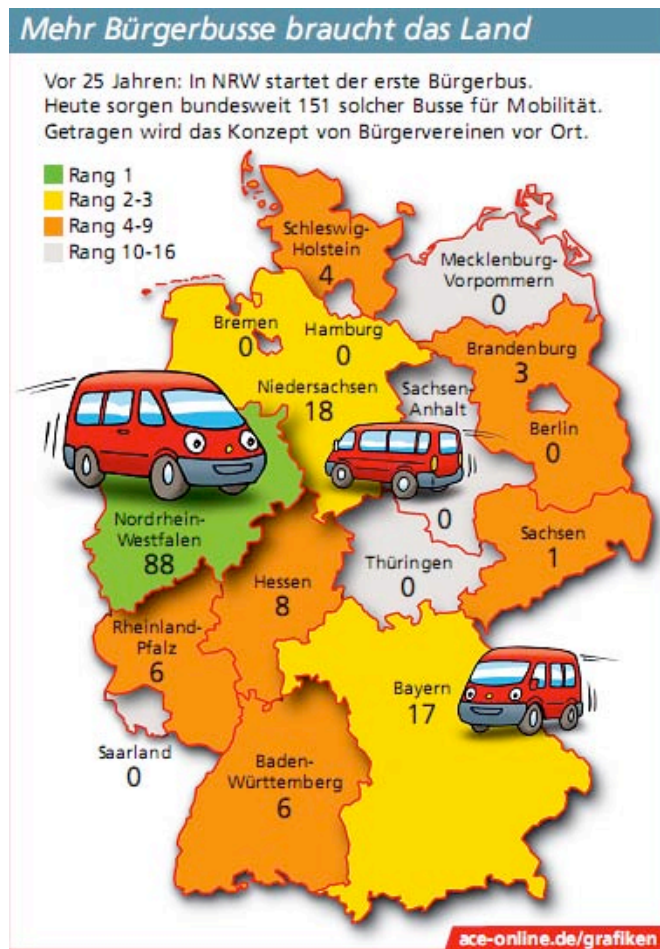 Mehr Bürgerbusse braucht das Land
Vor 25 Jahren: In NRW startet der erste Bürgerbus.
Heute sorgen bundesweit 151 solcher Busse für Mobilität.
Getragen wird das Konzept von Bürgervereinen vor Ort.
Rang 1
Rang 2-3
Rang 4-9
Rang 10-16
Schleswig-
Holstein
4
Mecklenburg-
Vorpommern
0
Bremen
0
Hamburg
0
Brandenburg
3
Niedersachsen
18
Sachsen-
Anhalt
0
Berlin
0
Nordrhein-
Westfalen
88
Sachsen
1
Thüringen
0
Hessen
8
Rheinland-
Pfalz
6
Bayern
17
Saarland
0
Baden-
Württemberg
6
ace-online.de/grafiken